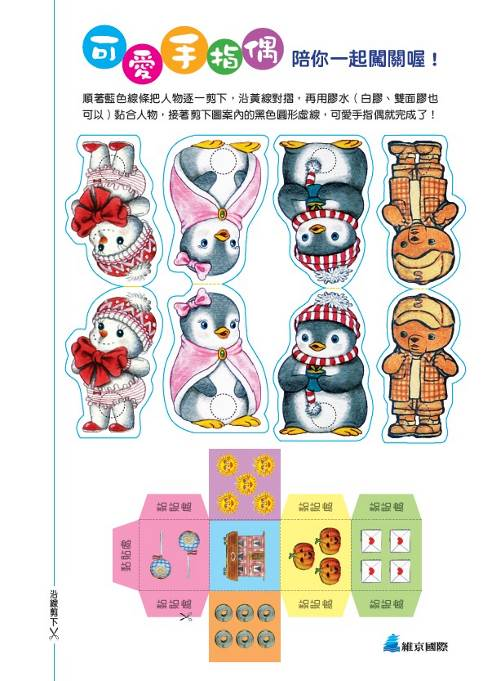 可愛手指偶 陪你一起闖關喔！
順著藍色線條把人物逐一剪下，沿黃線對摺，再用膠水（白膠、雙面膠也
可以）黏合人物，接著剪下圖案內的黑色圓形虛線，可愛手指偶就完成了！
S
S
黏貼處
黏貼處
黏貼處
黏貼處
黏貼處
黏貼處
黏貼處
沿線剪下
維京國際